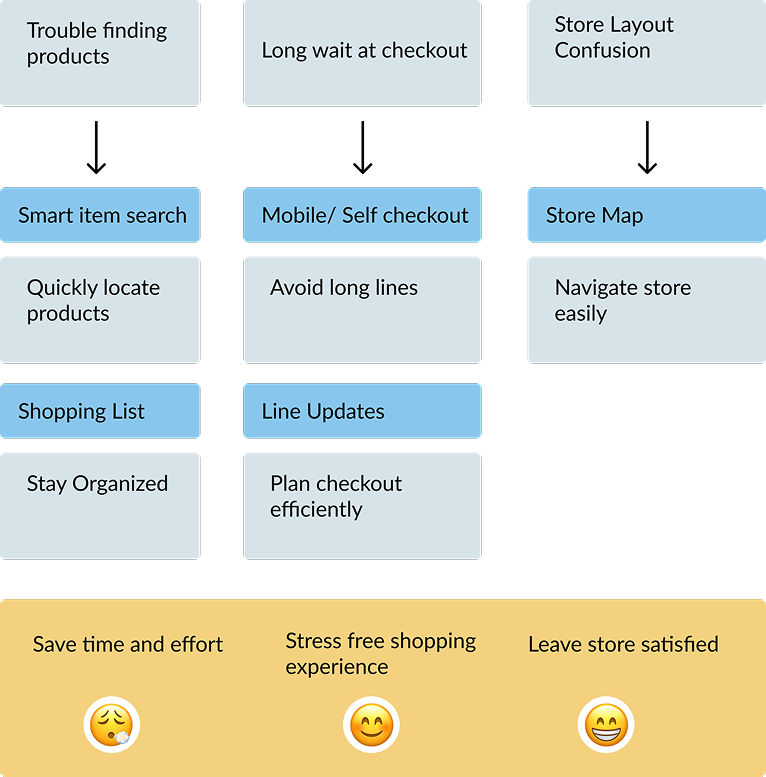 Trouble finding
products
Long wait at checkout
Store Layout
Confusion
Smart item search
Mobile/ Self checkout
Store Map
Quickly locate
products
Avoid long lines
Navigate store
easily
Shopping List
Line Updates
Stay Organized
Plan checkout
efficiently
Save time and effort
Stress free shopping
experience
Leave store satisfied